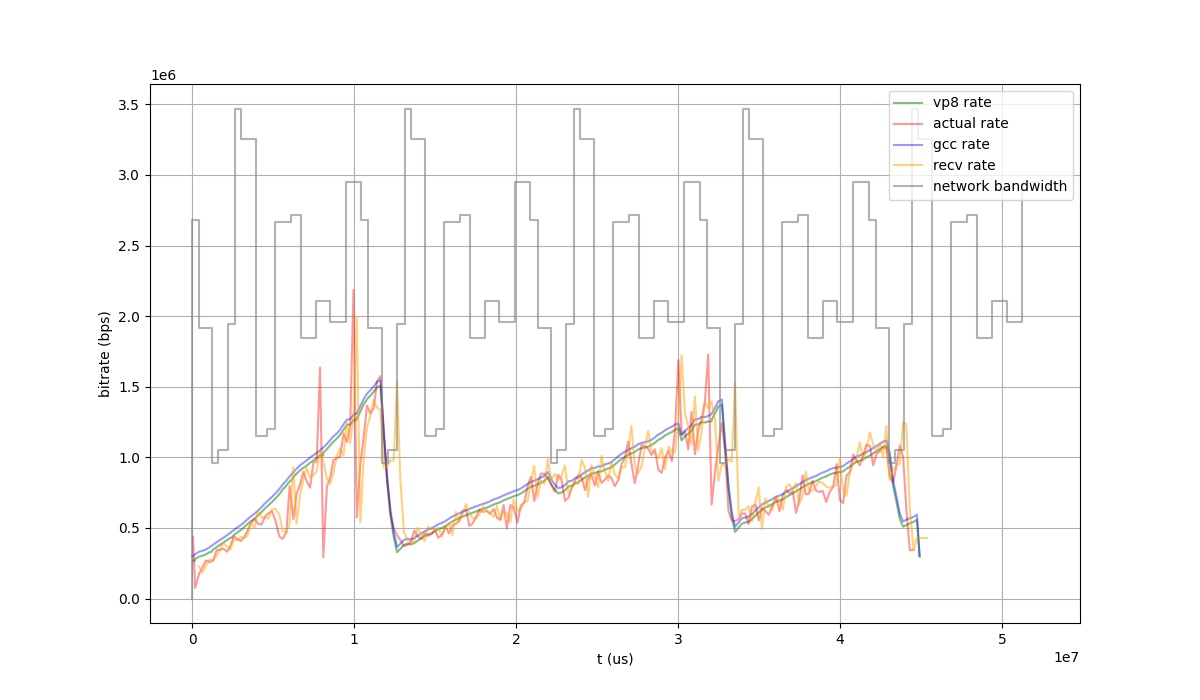 1e6
3.5
3.0
2.5
2.0
1.5
1.0
0.5
0.0
bitrate (bps)
vp8 rate
actual rate
gcc rate
recv rate
network bandwidth
0 1 2 3 4 5
t (us)
1e7